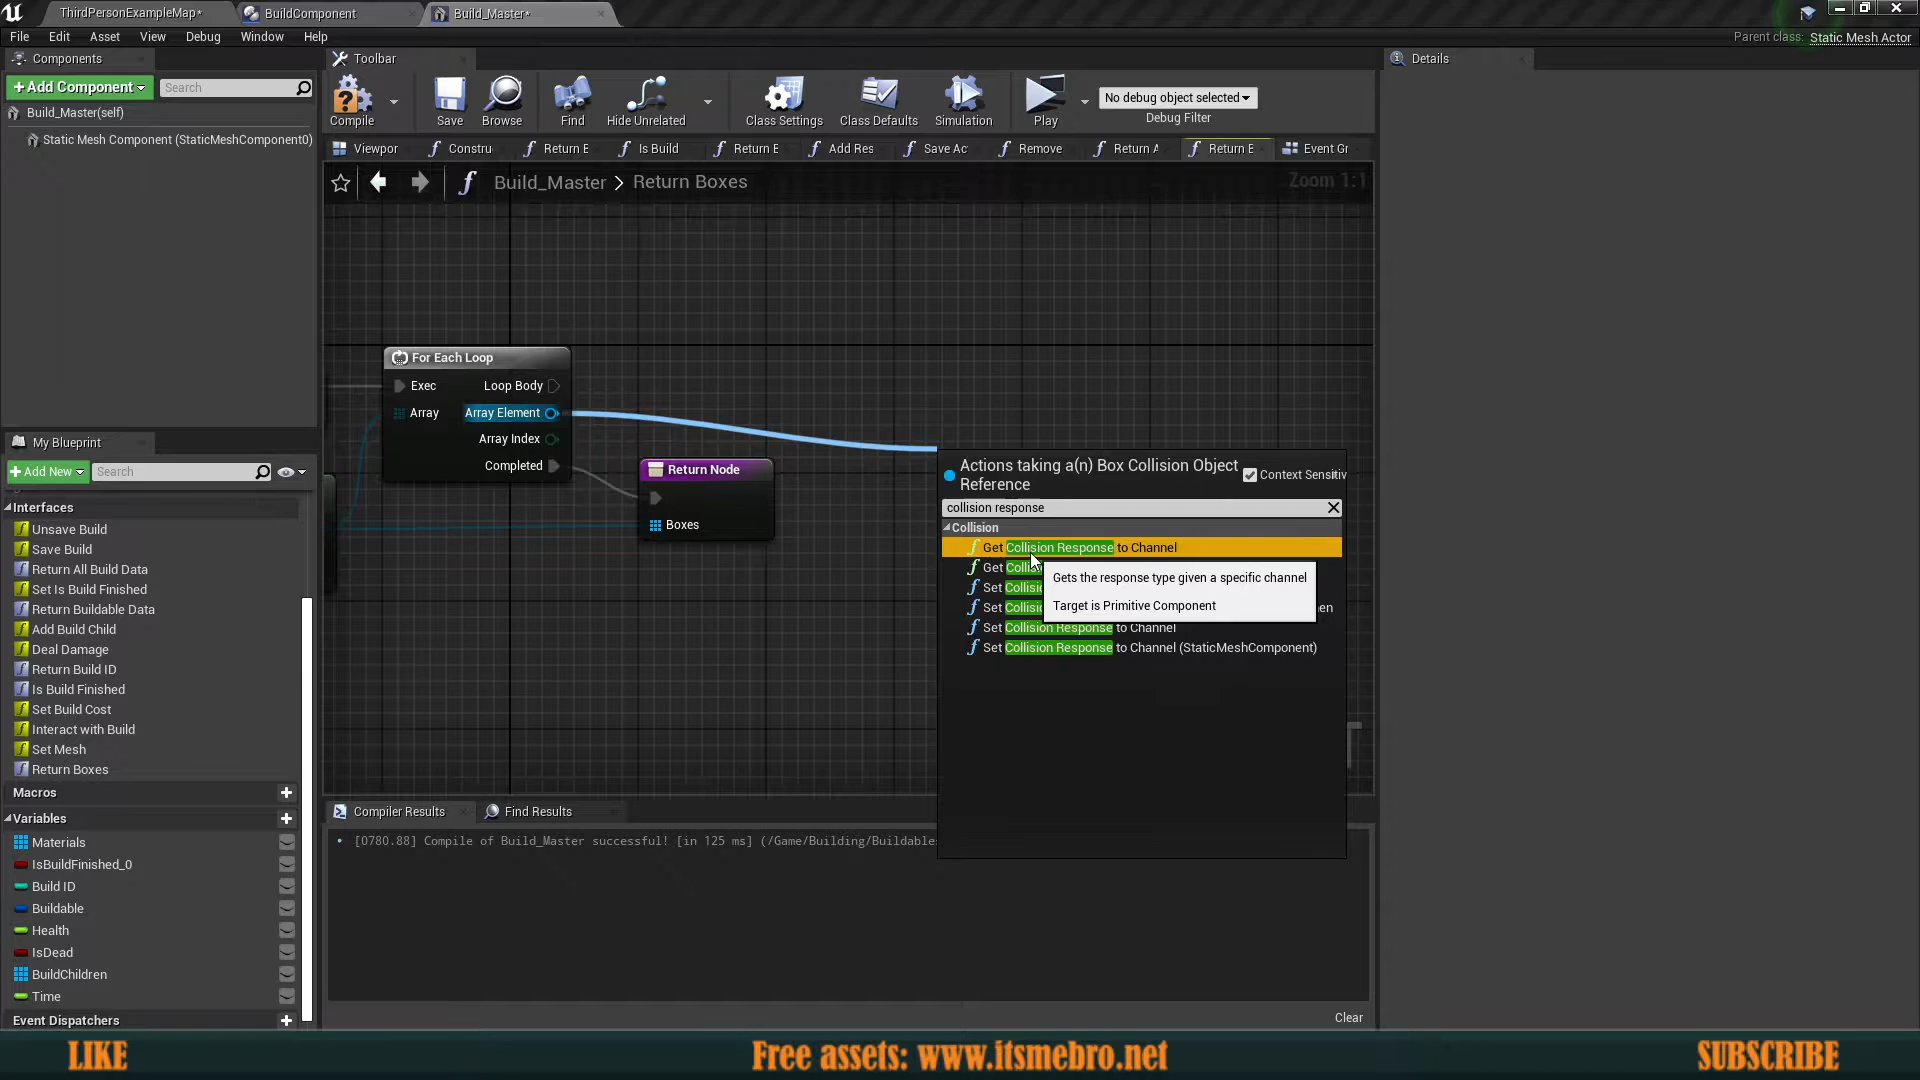 ThirdPersonExampleMap*
BuildComponent
Build_Master*
File Edit Asset View Debug Window Help
Parent class: Static Mesh Actor
Components
Toolbar
Details
Add Component
Search
Build_Master(self)
Static Mesh Component (StaticMeshComponent0)
Compile
Save
Browse
Find
Hide Unrelated
Class Settings
Class Defaults
Simulation
Play
No debug object selected
Debug Filter
Viewpor
Constru
Return E
Is Build
Return E
Add Res
Save Ac
Remove
Return A
Return E
Event Gr
Build_Master > Return Boxes
Zoom 1:1
For Each Loop
Exec
Loop Body
Array
Array Element
Array Index
Completed
Return Node
Boxes
Actions taking a(n) Box Collision Object
Reference
Context Sensitiv
collision response
Collision
Get Collision Response to Channel
Get Collis
Set Collisio
Set Collisio
Set Collision Response to Channel
Set Collision Response to Channel (StaticMeshComponent)
Gets the response type given a specific channel
Target is Primitive Component
My Blueprint
Add New
Search
Interfaces
Unsave Build
Save Build
Return All Build Data
Set Is Build Finished
Return Buildable Data
Add Build Child
Deal Damage
Return Build ID
Is Build Finished
Set Build Cost
Interact with Build
Set Mesh
Return Boxes
Macros
Variables
Materials
IsBuildFinished_0
Build ID
Buildable
Health
IsDead
BuildChildren
Time
Event Dispatchers
Compiler Results
Find Results
[0780.88] Compile of Build_Master successful! [in 125 ms] (/Game/Building/Buildable
Clear
LIKE
Free assets: www.itsmebro.net
SUBSCRIBE